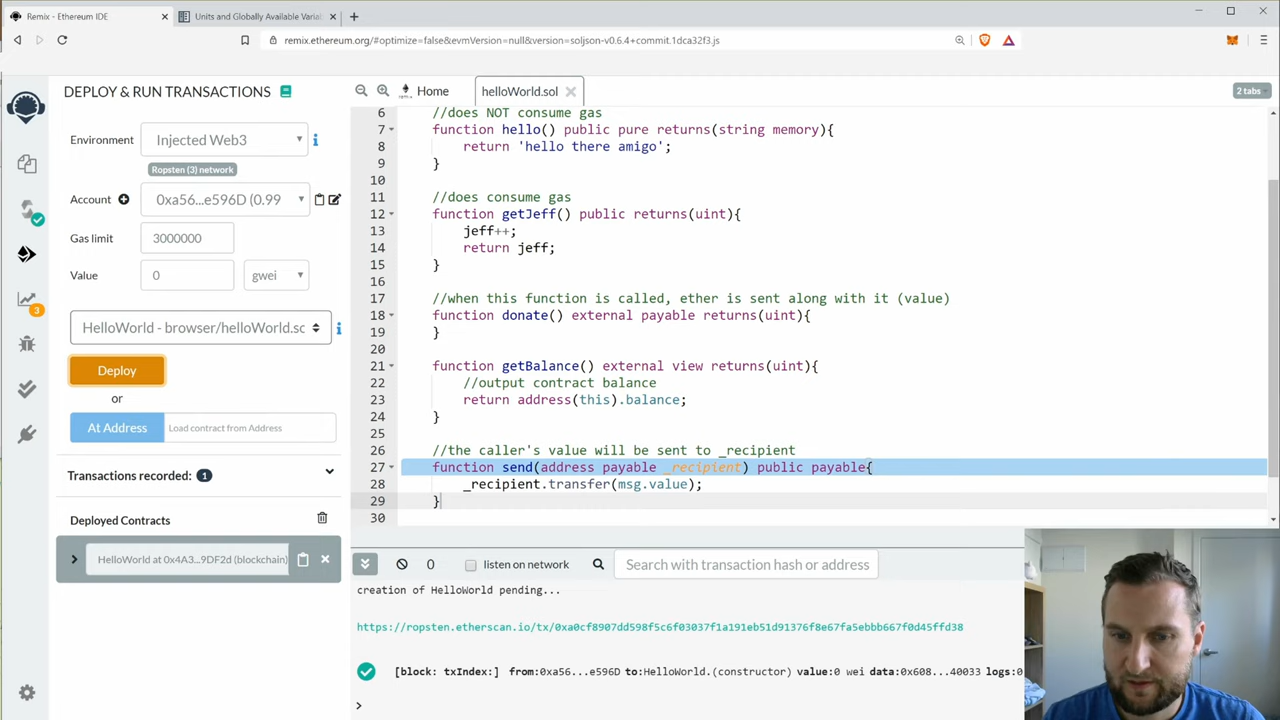 Remix - Ethereum IDE
Units and Globally Available Varia
remix.ethereum.org/#optimize=false&evmVersion=null&version=soljson-v0.6.4+commit.1dca32f3.js
DEPLOY & RUN TRANSACTIONS
Home
helloWorld.sol
2 tabs
Environment
Injected Web3
Ropsten (3) network
Account
0xa56...e596D (0.99
Gas limit
3000000
Value
0
gwei
HelloWorld - browser/helloWorld.sc
Deploy
or
At Address
Load contract from Address
Transactions recorded: 1
Deployed Contracts
HelloWorld at 0x4A3...9DF2d (blockchain)
3
6 //does NOT consume gas
7 function hello() public pure returns(string memory){
8 return 'hello there amigo';
9 }
10
11 //does consume gas
12 function getJeff() public returns(uint){
13 jeff++;
14 return jeff;
15 }
16
17 //when this function is called, ether is sent along with it (value)
18 function donate() external payable returns(uint){
19 }
20
21 function getBalance() external view returns(uint){
22 //output contract balance
23 return address(this).balance;
24 }
25
26 //the caller's value will be sent to _recipient
27 function send(address payable _recipient) public payable{
28 _recipient.transfer(msg.value);
29 }
30
0
listen on network
Search with transaction hash or address
creation of HelloWorld pending...
https://ropsten.etherscan.io/tx/0xa0cf8907dd598f5c6f03037f1a191eb51d91376f8e67fa5ebbb667f0d45ffd38
[block: txIndex:] from:0xa56...e596D to:HelloWorld.(constructor) value:0 wei data:0x608...40033 logs:0
>